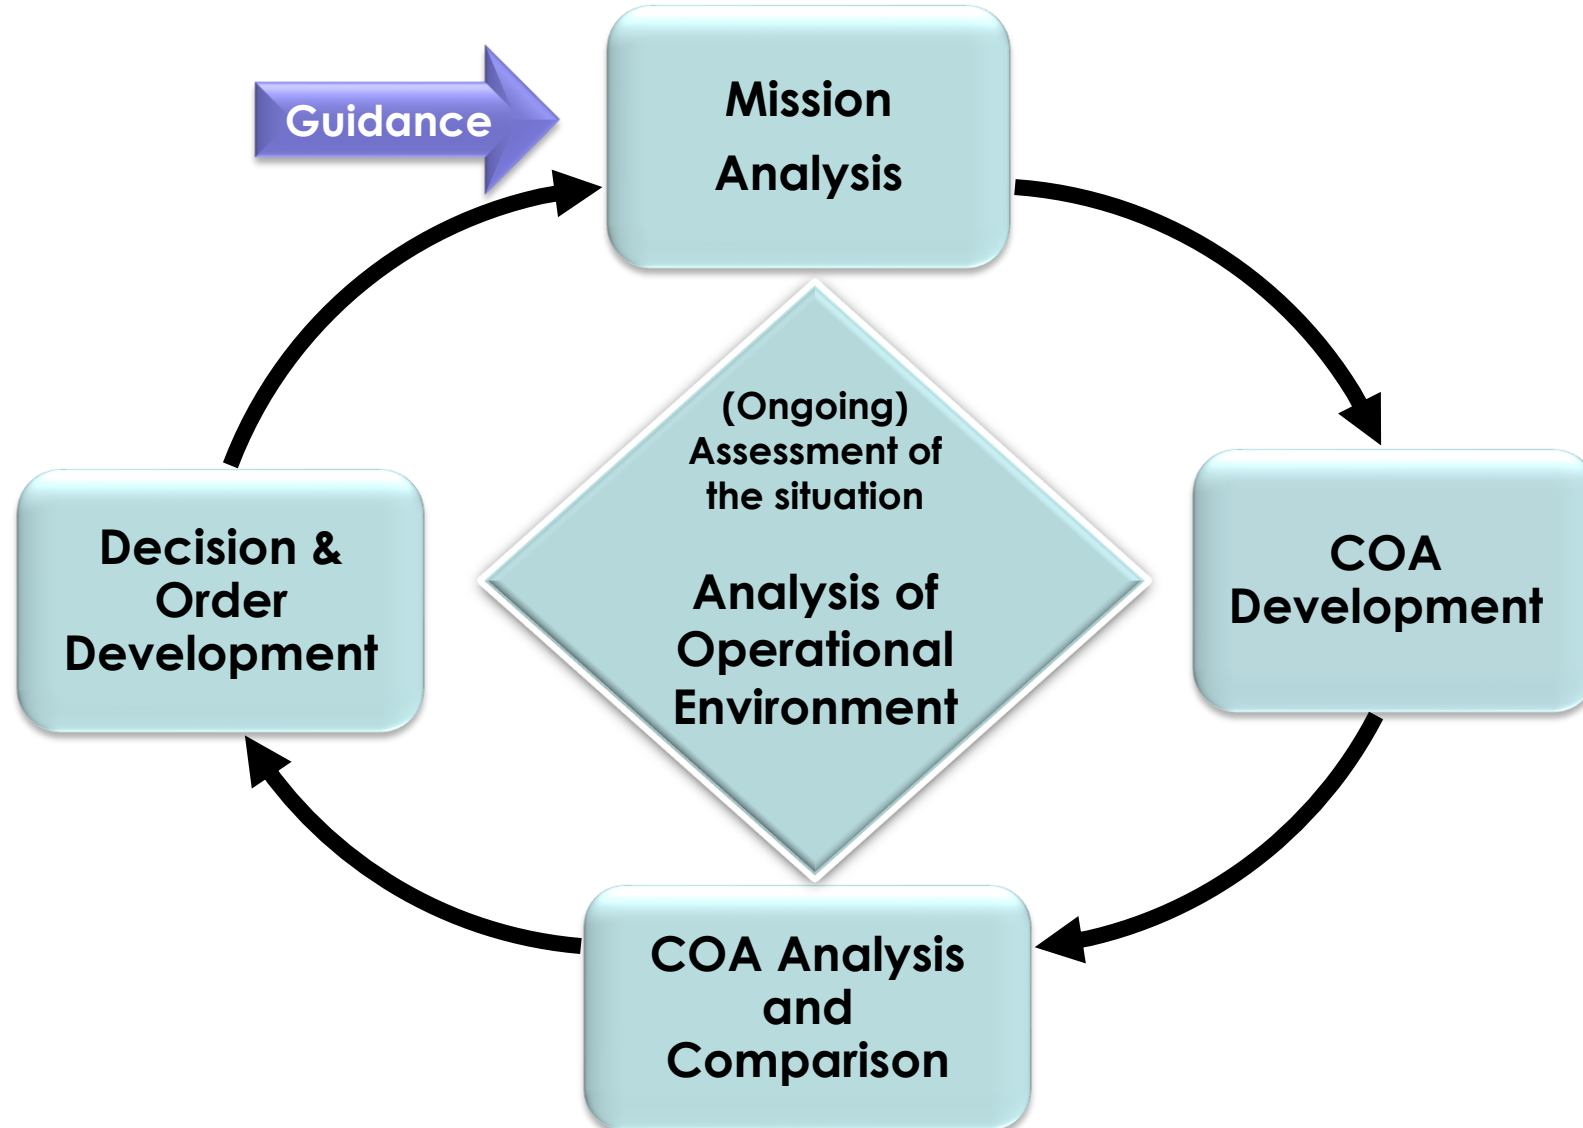 Guidance
Mission
Analysis
(Ongoing)
Assessment of
the situation
Analysis of
Operational
Environment
Decision &
Order
Development
COA
Development
COA Analysis
and
Comparison